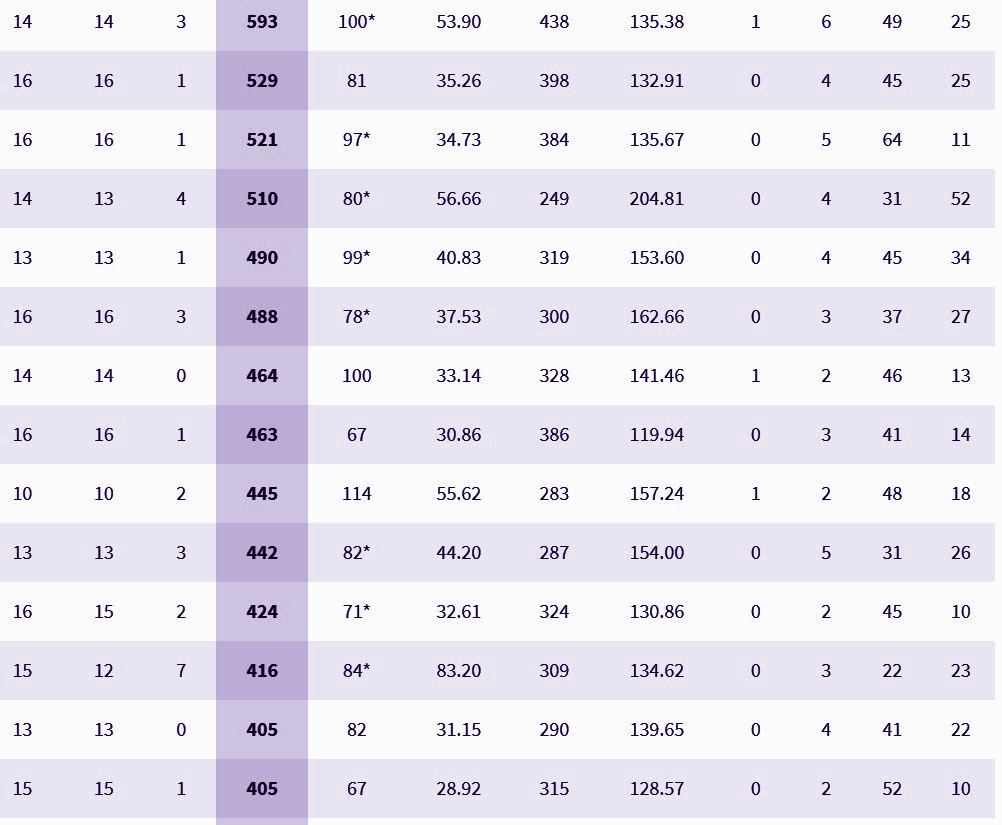 14 14 3 593 100* 53.90 438 135.38 1 6 49 25
16 16 1 529 81 35.26 398 132.91 0 4 45 25
16 16 1 521 97* 34.73 384 135.67 0 5 64 11
14 13 4 510 80* 56.66 249 204.81 0 4 31 52
13 13 1 490 99* 40.83 319 153.60 0 4 45 34
16 16 3 488 78* 37.53 300 162.66 0 3 37 27
14 14 0 464 100 33.14 328 141.46 1 2 46 13
16 16 1 463 67 30.86 386 119.94 0 3 41 14
10 10 2 445 114 55.62 283 157.24 1 2 48 18
13 13 3 442 82* 44.20 287 154.00 0 5 31 26
16 15 2 424 71* 32.61 324 130.86 0 2 45 10
15 12 7 416 84* 83.20 309 134.62 0 3 22 23
13 13 0 405 82 31.15 290 139.65 0 4 41 22
15 15 1 405 67 28.92 315 128.57 0 2 52 10